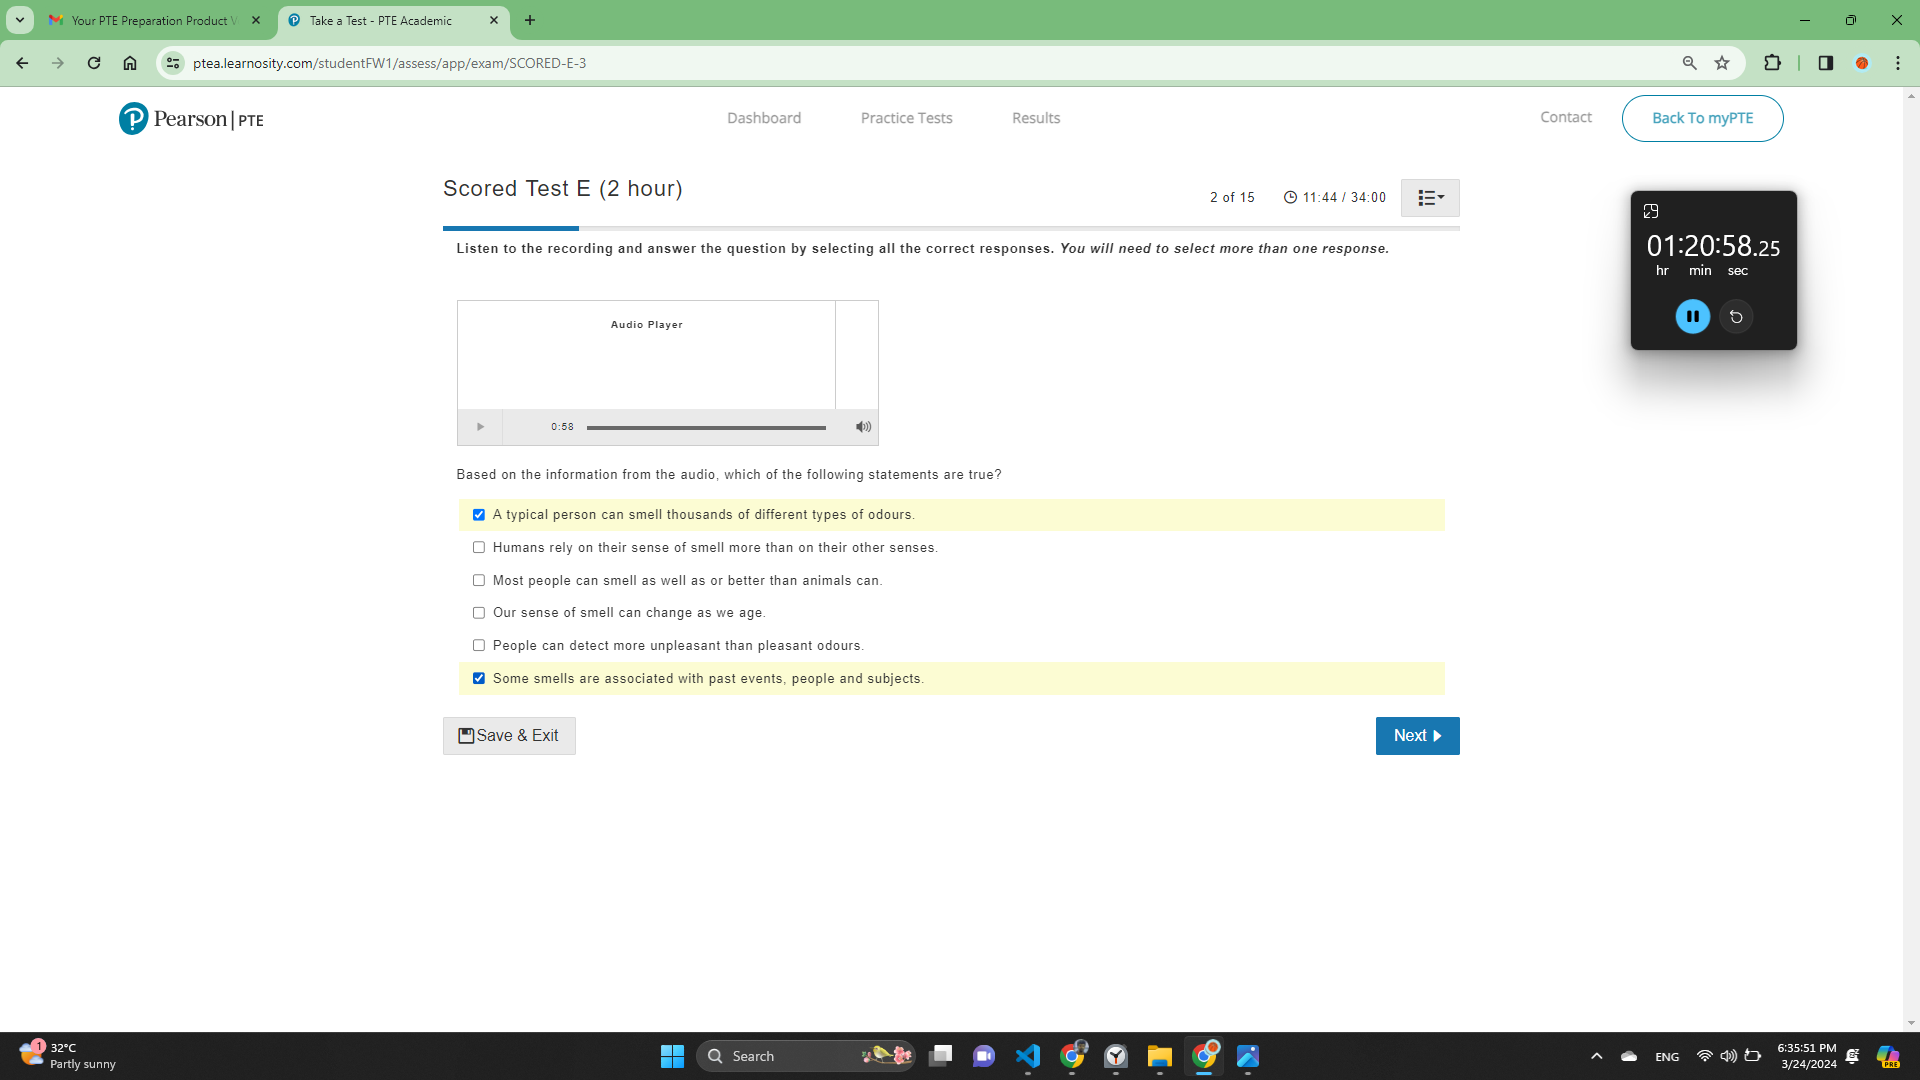 Your PTE Preparation Product V
Take a Test - PTE Academic
ptea.learnosity.com/studentFW1/assess/app/exam/SCORED-E-3
Pearson | PTE
Dashboard
Practice Tests
Results
Contact
Back To myPTE
Scored Test E (2 hour)
2 of 15
11:44 / 34:00
01:20:58.25
hr min sec
Listen to the recording and answer the question by selecting all the correct responses. You will need to select more than one response.
Audio Player
0:58
Based on the information from the audio, which of the following statements are true?
A typical person can smell thousands of different types of odours.
Humans rely on their sense of smell more than on their other senses.
Most people can smell as well as or better than animals can.
Our sense of smell can change as we age.
People can detect more unpleasant than pleasant odours.
Some smells are associated with past events, people and subjects.
Save & Exit
Next
1
32°C
Partly sunny
Search
ENG
6:35:51 PM
3/24/2024
PRE